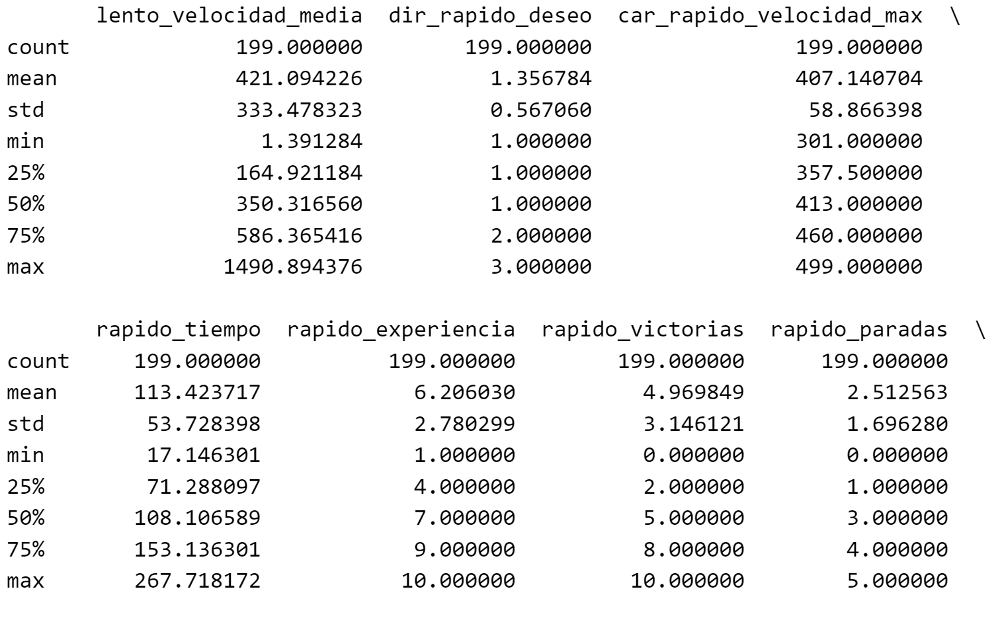 lento_velocidad_media dir_rapido_deseo car_rapido_velocidad_max \
count 199.000000 199.000000 199.000000
mean 421.094226 1.356784 407.140704
std 333.478323 0.567060 58.866398
min 1.391284 1.000000 301.000000
25% 164.921184 1.000000 357.500000
50% 350.316560 1.000000 413.000000
75% 586.365416 2.000000 460.000000
max 1490.894376 3.000000 499.000000
rapido_tiempo rapido_experiencia rapido_victorias rapido_paradas \
count 199.000000 199.000000 199.000000 199.000000
mean 113.423717 6.206030 4.969849 2.512563
std 53.728398 2.780299 3.146121 1.696280
min 17.146301 1.000000 0.000000 0.000000
25% 71.288097 4.000000 2.000000 1.000000
50% 108.106589 7.000000 5.000000 3.000000
75% 153.136301 9.000000 8.000000 4.000000
max 267.718172 10.000000 10.000000 5.000000